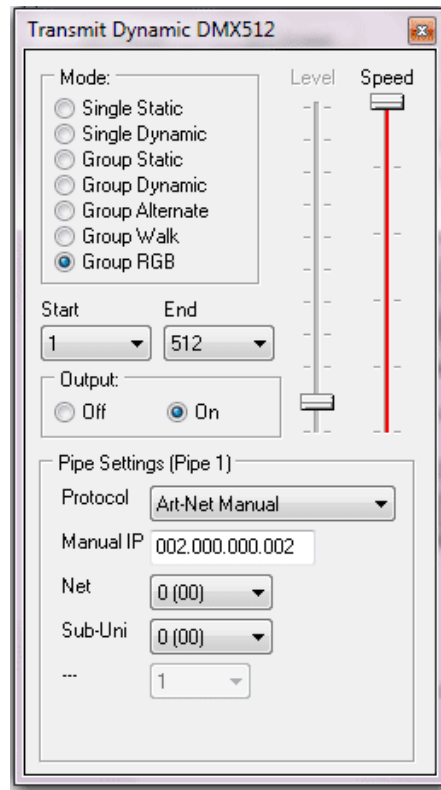 Transmit Dynamic DMX512
Mode:
Single Static
Single Dynamic
Group Static
Group Dynamic
Group Alternate
Group Walk
Group RGB
Level
Speed
Start
End
1
512
Output:
Off
On
Pipe Settings (Pipe 1)
Protocol
Art-Net Manual
Manual IP
002.000.000.002
Net
0 (00)
Sub-Uni
0 (00)
---
1